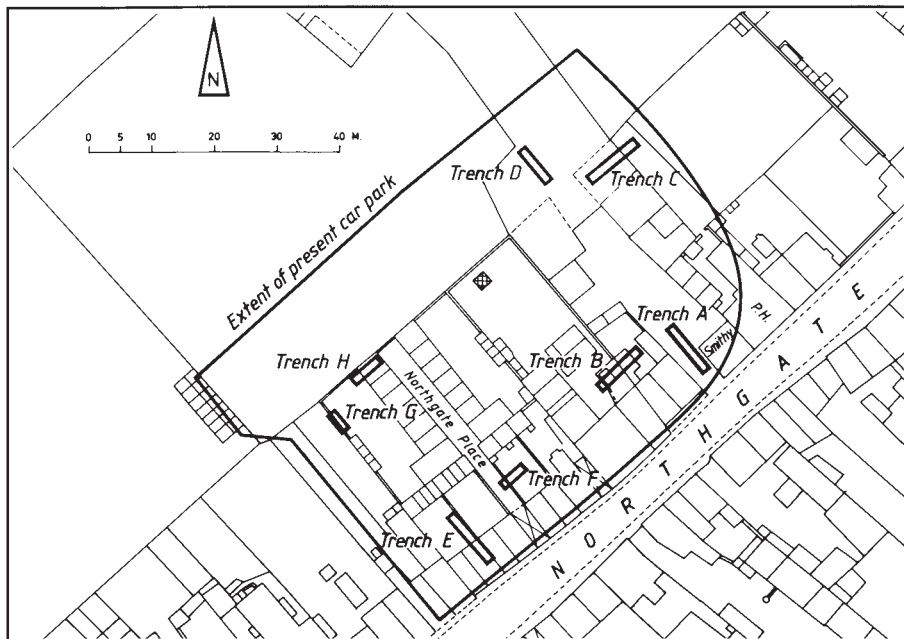 N
0 5 10 20 30 40 M.
Trench D
Trench C
Extent of present car park
Trench A
P.H.
Smithy
Trench H
Trench B
Trench G
Northgate Place
Trench F
Trench E
NORTHGATE